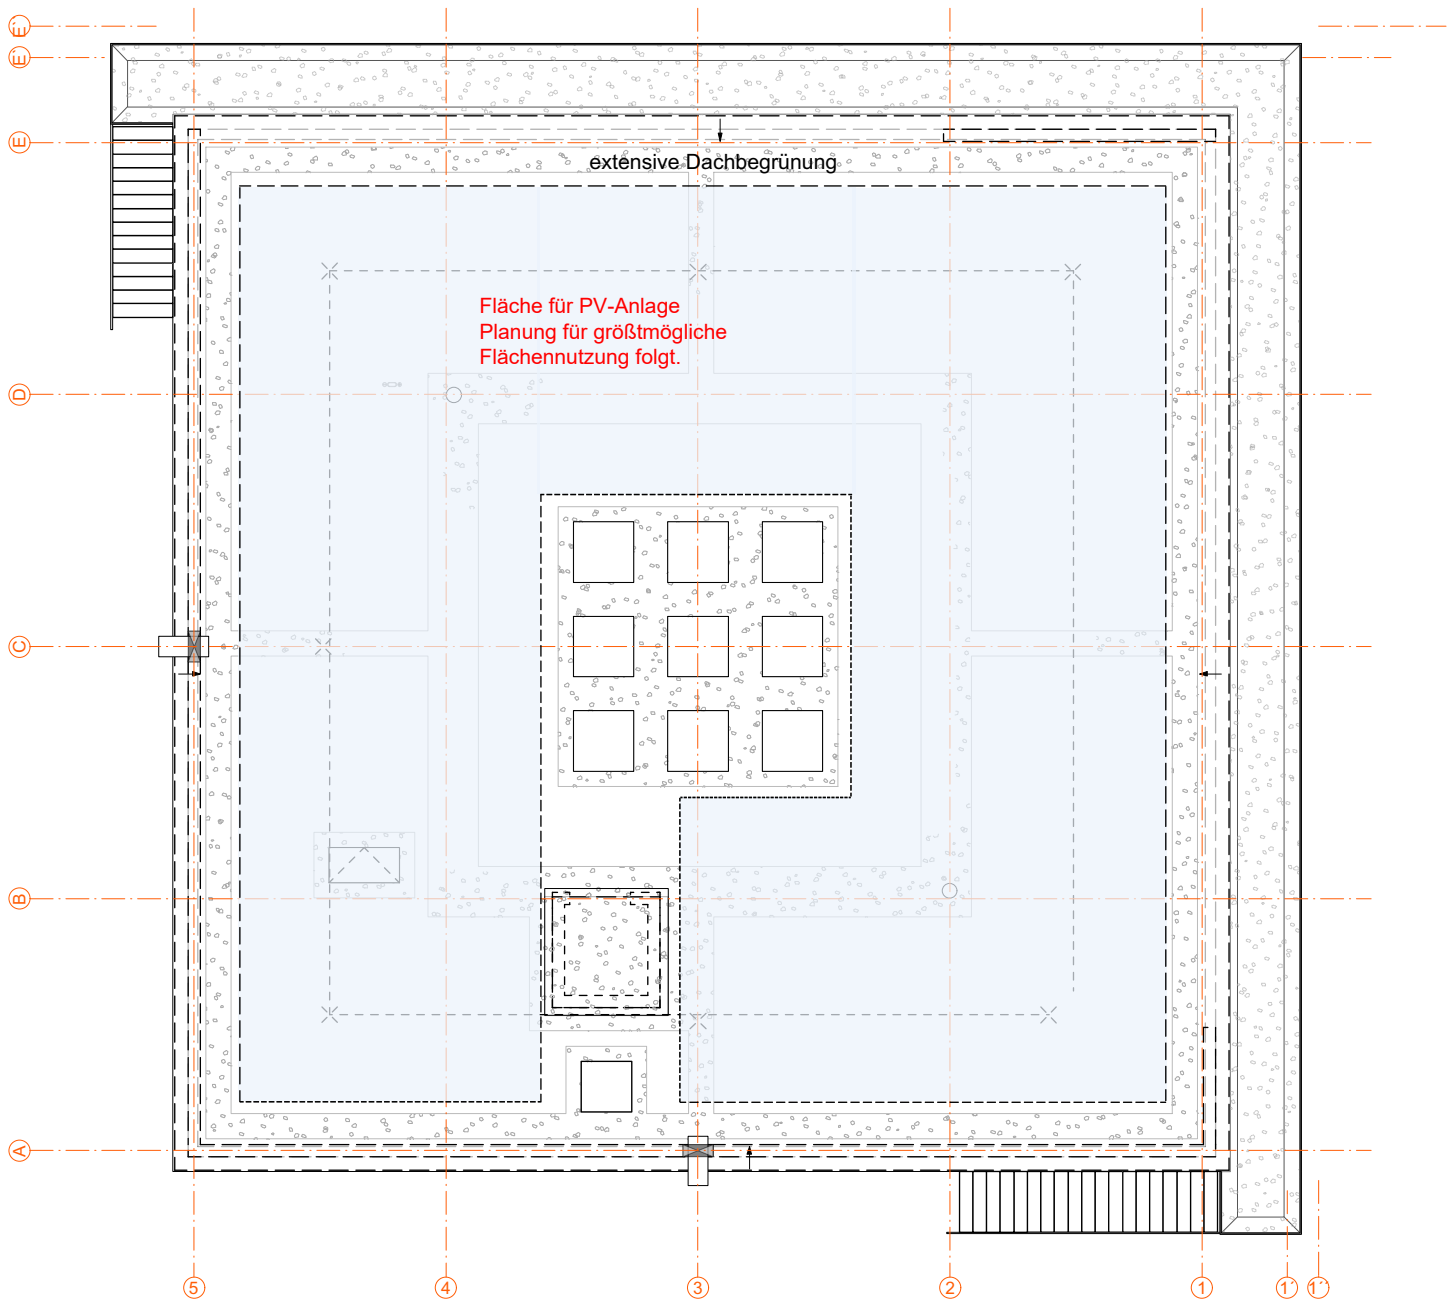 E´´
E´
E
extensive Dachbegrünung
Fläche für PV-Anlage
Planung für größtmögliche
Flächennutzung folgt.
D
C
B
A
5 4 3 2 1 1´ 1´´